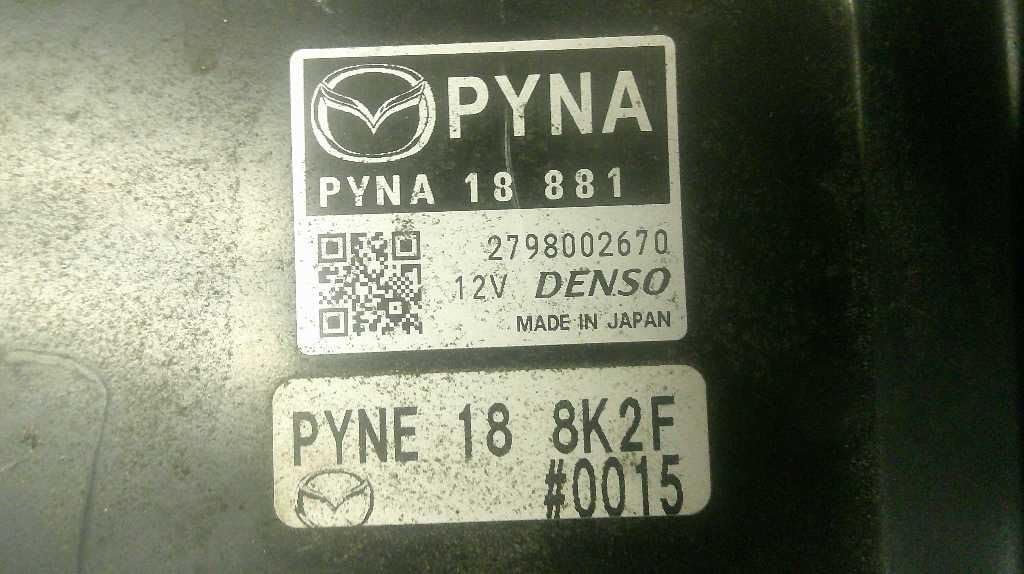 PYNA
PYNA 18 881
2798002670
12V DENSO
MADE IN JAPAN
PYNE 18 8K2F
#0015